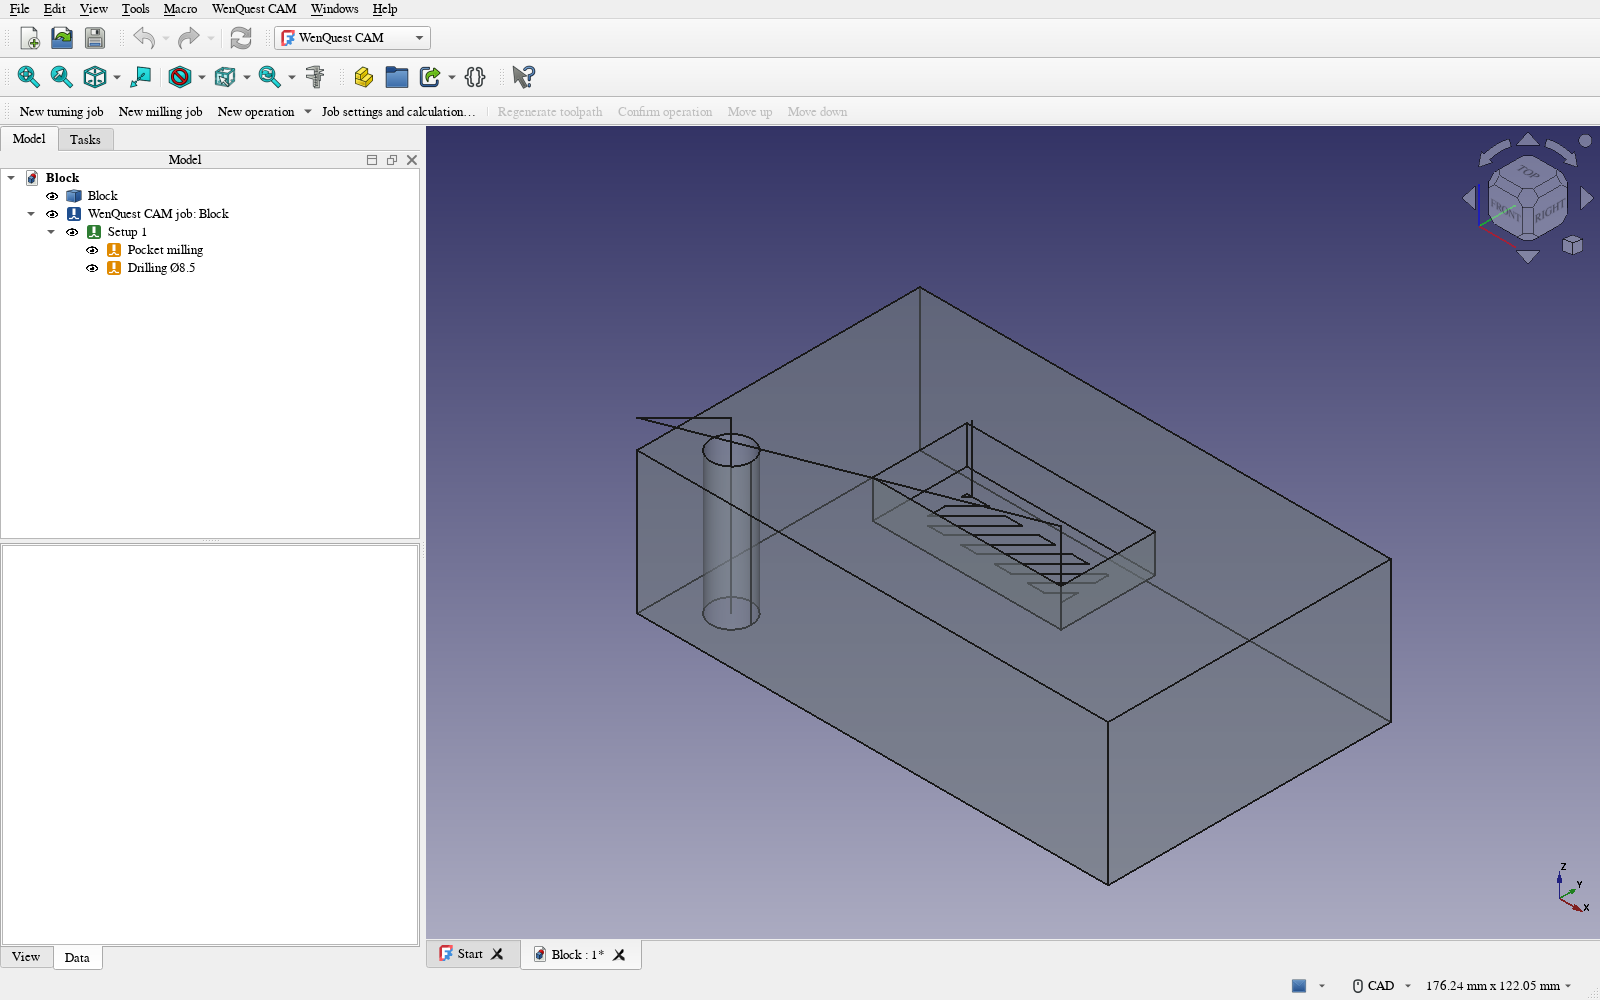 File Edit View Tools Macro WenQuest CAM Windows Help
WenQuest CAM
New turning job New milling job New operation Job settings and calculation... Regenerate toolpath Confirm operation Move up Move down
Model Tasks
Model
Block
Block
WenQuest CAM job: Block
Setup 1
Pocket milling
Drilling Ø8.5
TOP
FRONT RIGHT
Z
Y
X
View Data
Start Block : 1*
CAD 176.24 mm x 122.05 mm